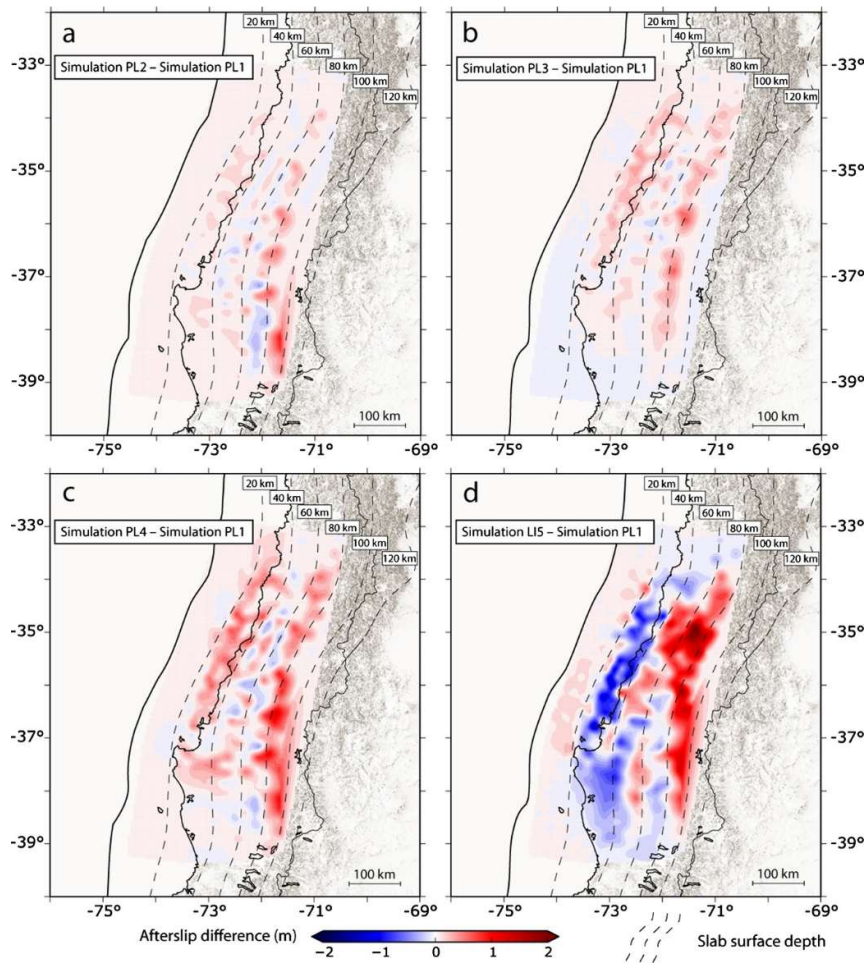 a
Simulation PL2 – Simulation PL1
20 km
40 km
60 km
80 km
100 km
120 km
-33°
-35°
-37°
-39°
100 km
-75
-73
-71
-69
b
Simulation PL3 – Simulation PL1
20 km
40 km
60 km
80 km
100 km
120 km
-33°
-35°
-37°
-39°
100 km
-75
-73
-71
-69
c
Simulation PL4 – Simulation PL1
20 km
40 km
60 km
80 km
100 km
120 km
-33°
-35°
-37°
-39°
100 km
-75
-73
-71
-69°
d
Simulation LI5 – Simulation PL1
20 km
40 km
60 km
80 km
100 km
120 km
-33°
-35°
-37°
-39°
100 km
-75
-73
-71
-69°
Afterslip difference (m)
−2
−1
0
1
2
Slab surface depth